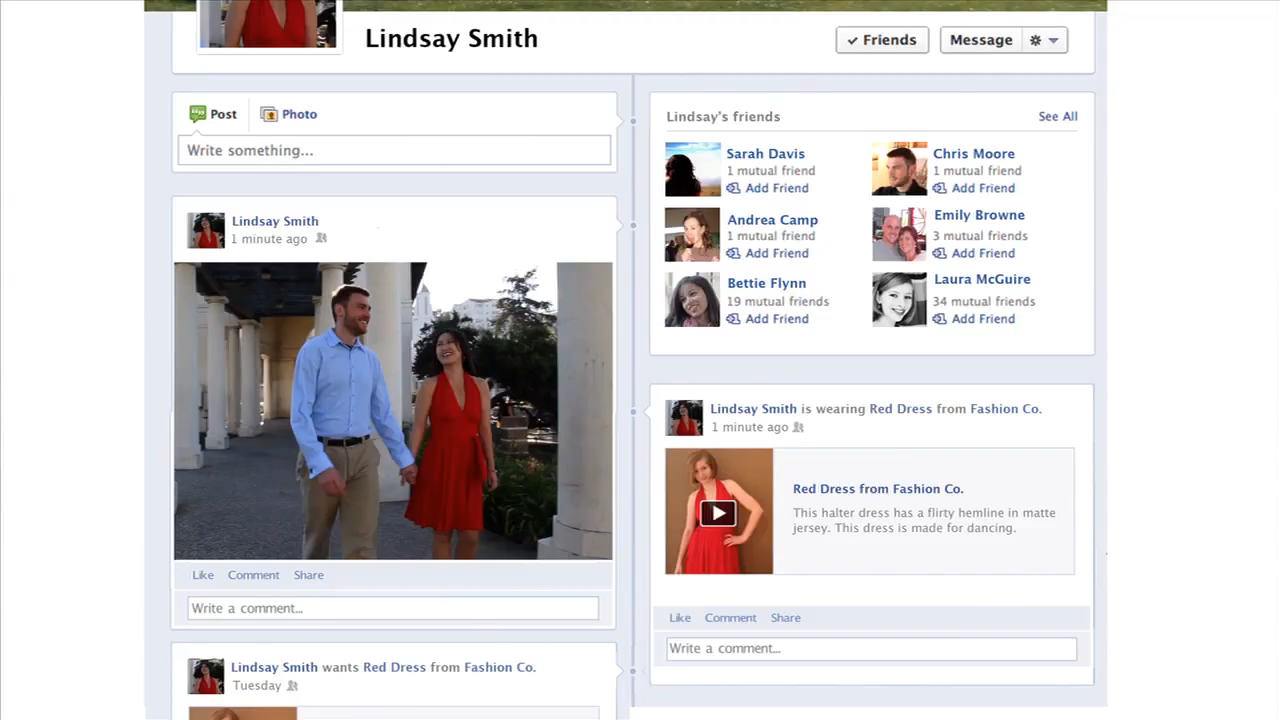 Lindsay Smith
Friends
Message
Post
Photo
Write something...
Lindsay Smith
1 minute ago
Like Comment Share
Write a comment...
Lindsay Smith wants Red Dress from Fashion Co.
Tuesday
Lindsay's friends
See All
Sarah Davis
1 mutual friend
Add Friend
Chris Moore
1 mutual friend
Add Friend
Andrea Camp
1 mutual friend
Add Friend
Emily Browne
3 mutual friends
Add Friend
Bettie Flynn
19 mutual friends
Add Friend
Laura McGuire
34 mutual friends
Add Friend
Lindsay Smith is wearing Red Dress from Fashion Co.
1 minute ago
Red Dress from Fashion Co.
This halter dress has a flirty hemline in matte
jersey. This dress is made for dancing.
Like Comment Share
Write a comment...